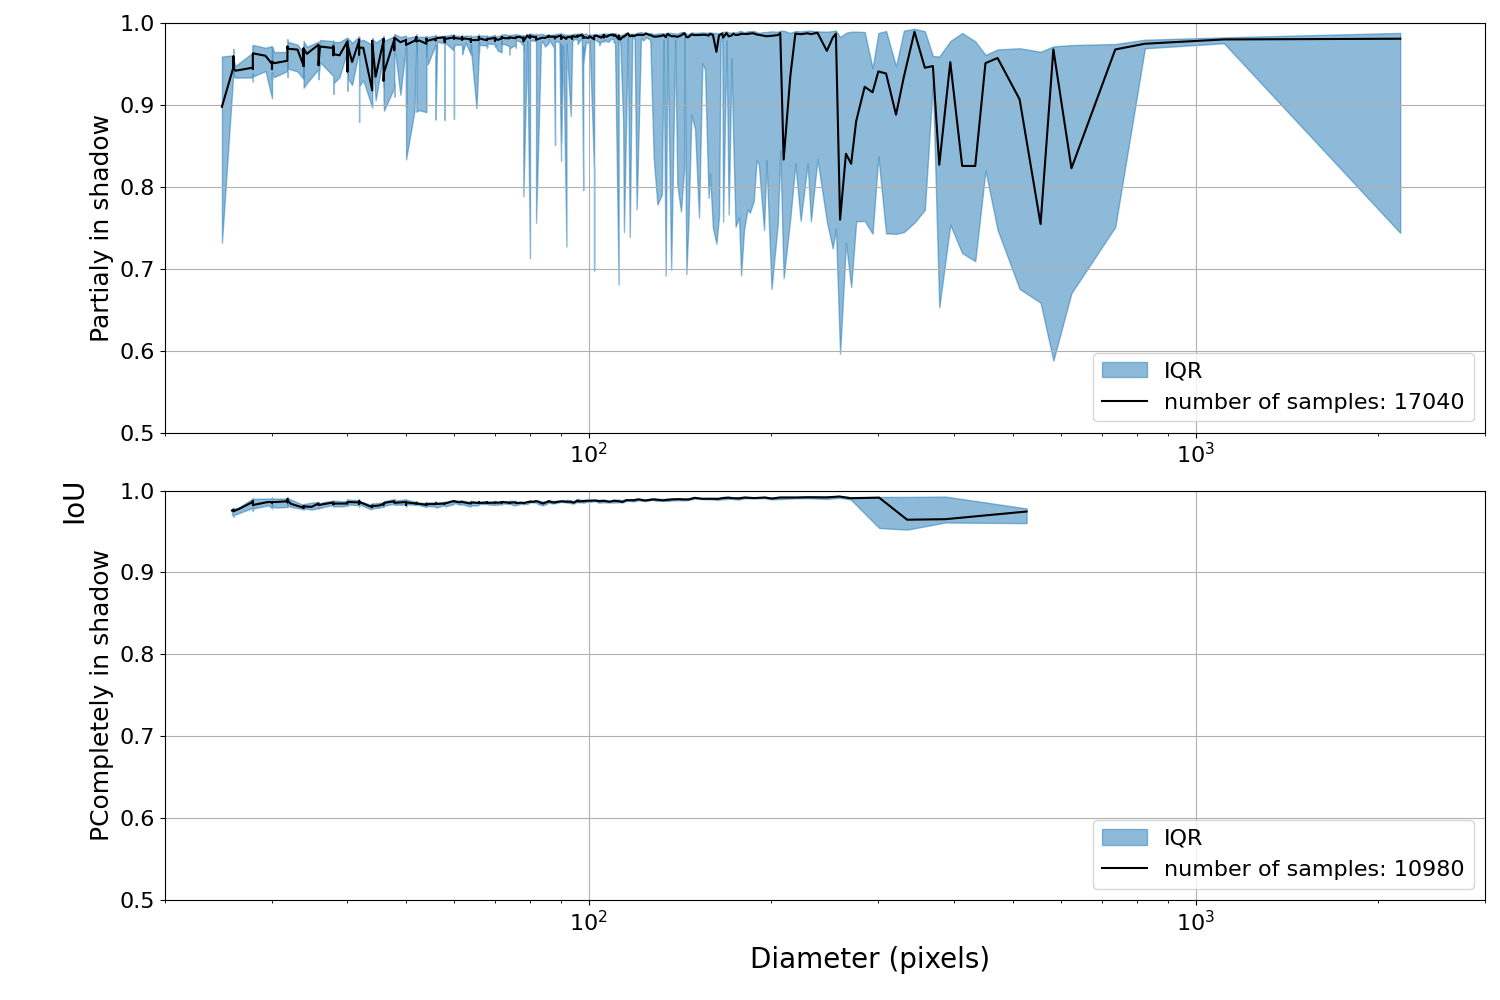 1.0
0.9
0.8
0.7
0.6
0.5
Partialy in shadow
IQR
number of samples: 17040
10²
10³
IoU
1.0
0.9
0.8
0.7
0.6
0.5
PCompletely in shadow
IQR
number of samples: 10980
10²
10³
Diameter (pixels)